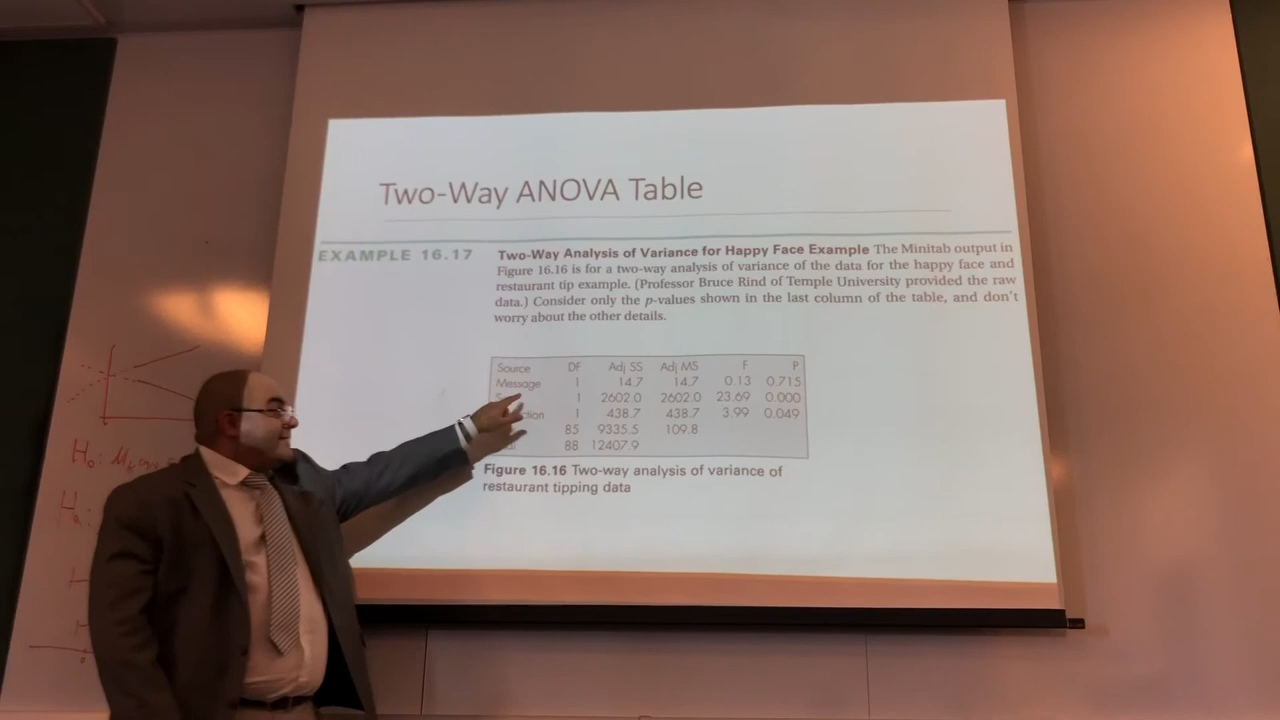 Two-Way ANOVA Table
EXAMPLE 16.17
Two-Way Analysis of Variance for Happy Face Example The Minitab output in
Figure 16.16 is for a two-way analysis of variance of the data for the happy face and
restaurant tip example. (Professor Bruce Rind of Temple University provided the raw
data.) Consider only the p-values shown in the last column of the table, and don't
worry about the other details.
Source DF Adj SS Adj MS F P
Message 1 14.7 14.7 0.13 0.715
1 2602.0 2602.0 23.69 0.000
1 438.7 438.7 3.99 0.049
85 9335.5 109.8
88 12407.9
Figure 16.16 Two-way analysis of variance of
restaurant tipping data
H₀:
Hₐ: